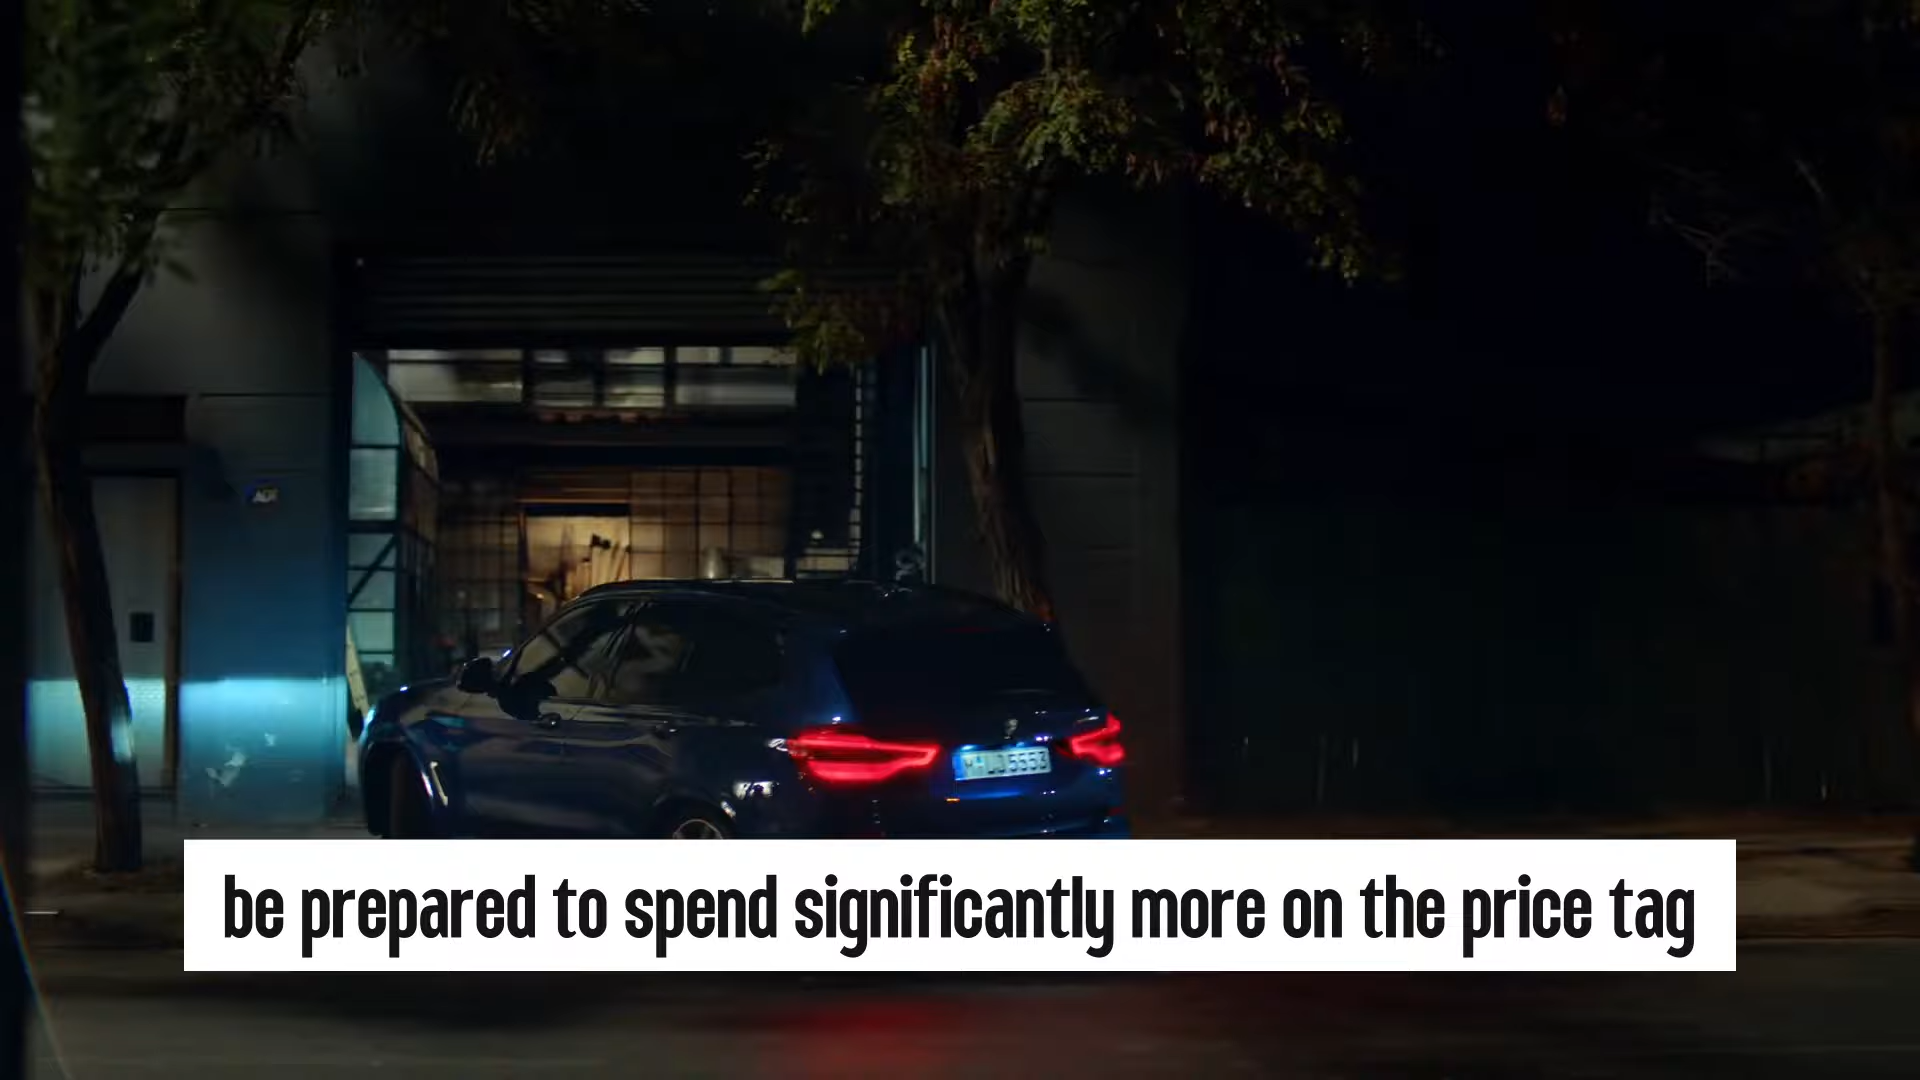 be prepared to spend significantly more on the price tag